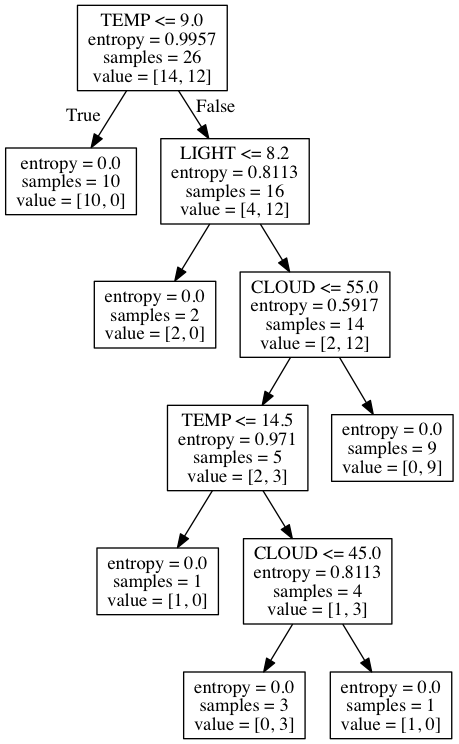 TEMP <= 9.0
entropy = 0.9957
samples = 26
value = [14, 12]
True
False
entropy = 0.0
samples = 10
value = [10, 0]
LIGHT <= 8.2
entropy = 0.8113
samples = 16
value = [4, 12]
entropy = 0.0
samples = 2
value = [2, 0]
CLOUD <= 55.0
entropy = 0.5917
samples = 14
value = [2, 12]
TEMP <= 14.5
entropy = 0.971
samples = 5
value = [2, 3]
entropy = 0.0
samples = 9
value = [0, 9]
entropy = 0.0
samples = 1
value = [1, 0]
CLOUD <= 45.0
entropy = 0.8113
samples = 4
value = [1, 3]
entropy = 0.0
samples = 3
value = [0, 3]
entropy = 0.0
samples = 1
value = [1, 0]